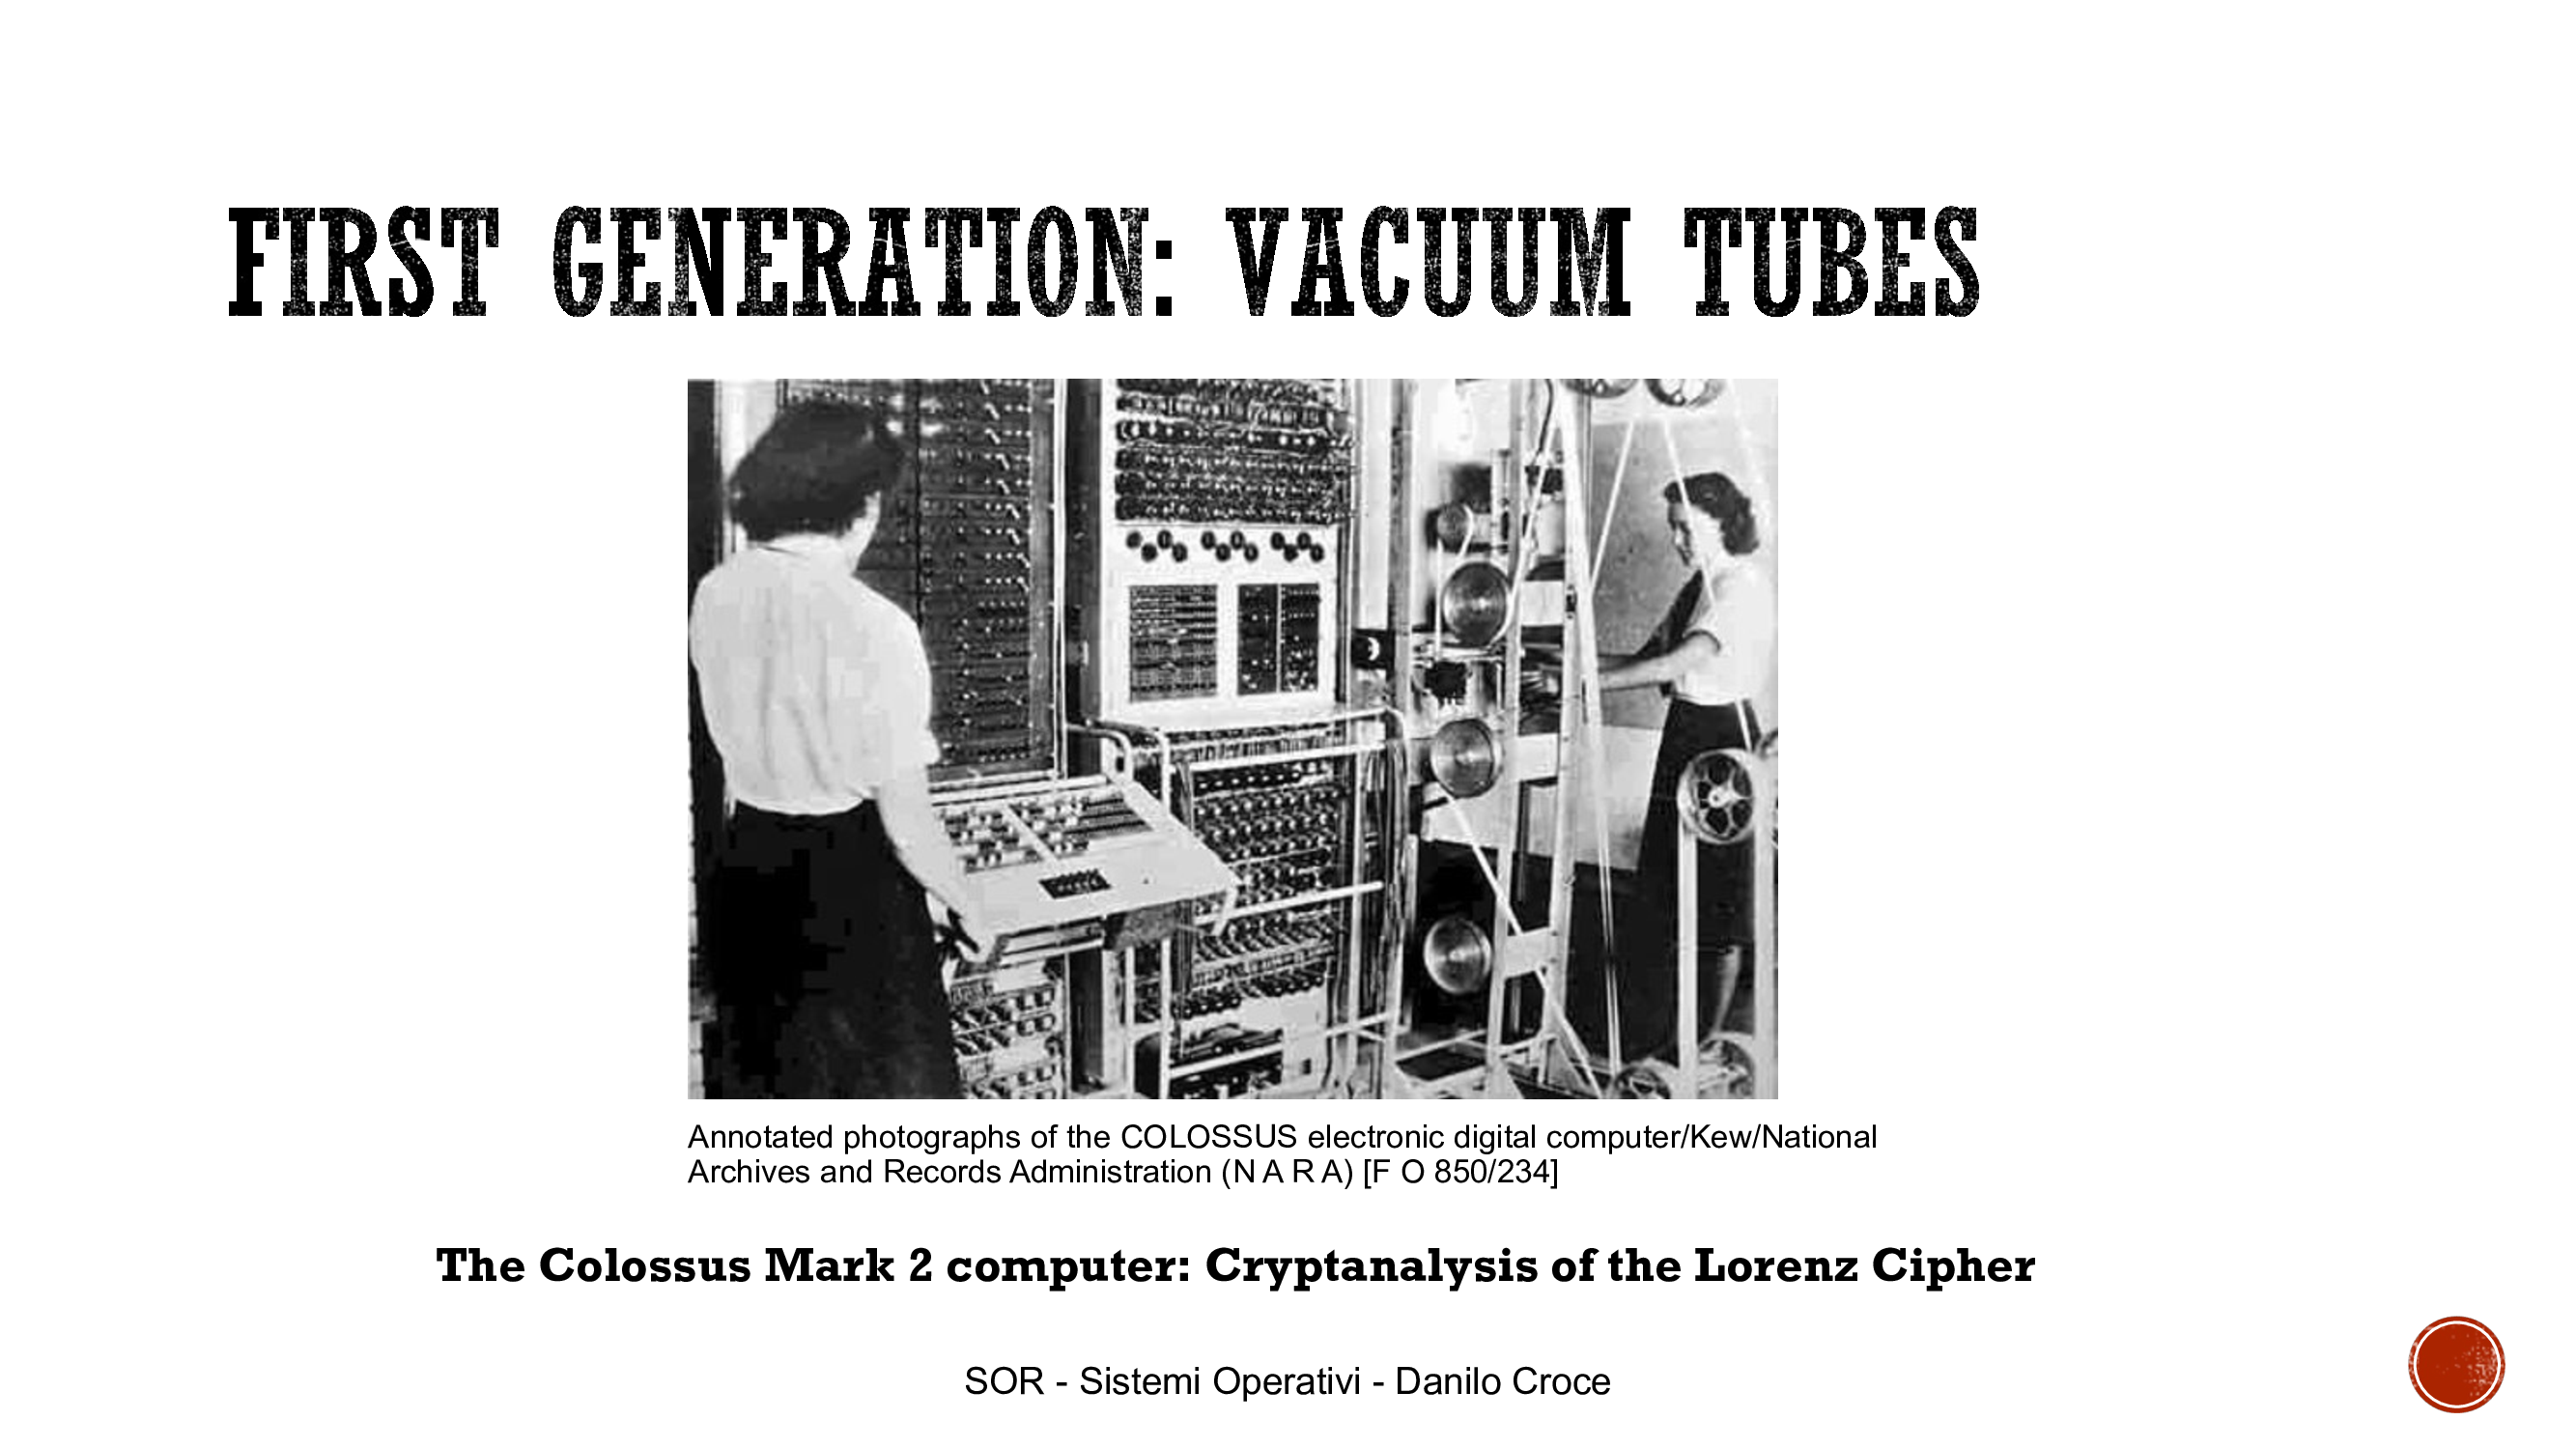 FIRST GENERATION: VACUUM TUBES
Annotated photographs of the COLOSSUS electronic digital computer/Kew/National
Archives and Records Administration (N A R A) [F O 850/234]
The Colossus Mark 2 computer: Cryptanalysis of the Lorenz Cipher
SOR - Sistemi Operativi - Danilo Croce